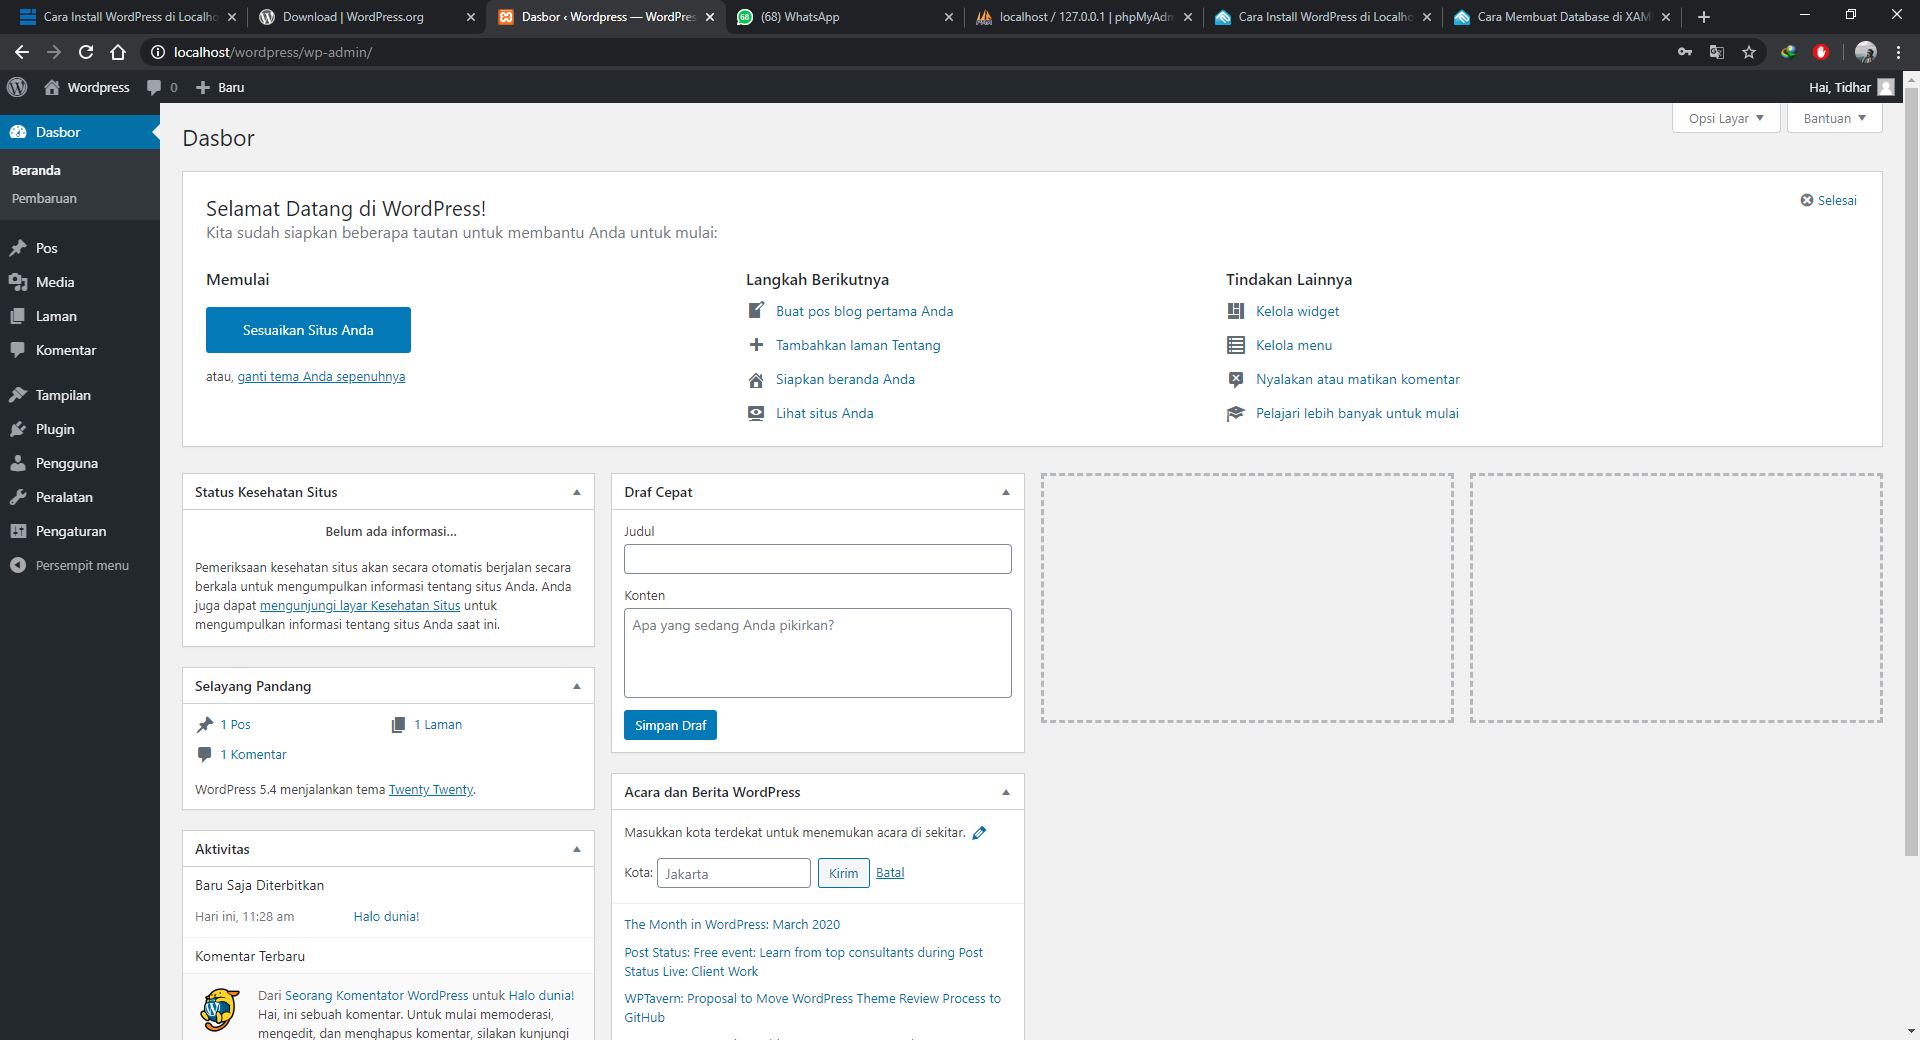 Cara Install WordPress di Localho
Download | WordPress.org
Dasbor ‹ Wordpress — WordPres
(68) WhatsApp
localhost / 127.0.0.1 | phpMyAdm
Cara Install WordPress di Localho
Cara Membuat Database di XAM
localhost/wordpress/wp-admin/
Wordpress
0
Baru
Hai, Tidhar
Dasbor
Beranda
Pembaruan
Pos
Media
Laman
Komentar
Tampilan
Plugin
Pengguna
Peralatan
Pengaturan
Persempit menu
Dasbor
Opsi Layar
Bantuan
Selamat Datang di WordPress!
Kita sudah siapkan beberapa tautan untuk membantu Anda untuk mulai:
Selesai
Memulai
Sesuaikan Situs Anda
atau, ganti tema Anda sepenuhnya
Langkah Berikutnya
Buat pos blog pertama Anda
Tambahkan laman Tentang
Siapkan beranda Anda
Lihat situs Anda
Tindakan Lainnya
Kelola widget
Kelola menu
Nyalakan atau matikan komentar
Pelajari lebih banyak untuk mulai
Status Kesehatan Situs
Belum ada informasi...
Pemeriksaan kesehatan situs akan secara otomatis berjalan secara
berkala untuk mengumpulkan informasi tentang situs Anda. Anda
juga dapat mengunjungi layar Kesehatan Situs untuk
mengumpulkan informasi tentang situs Anda saat ini.
Selayang Pandang
1 Pos
1 Laman
1 Komentar
WordPress 5.4 menjalankan tema Twenty Twenty.
Aktivitas
Baru Saja Diterbitkan
Hari ini, 11:28 am
Halo dunia!
Komentar Terbaru
Dari Seorang Komentator WordPress untuk Halo dunia!
Hai, ini sebuah komentar. Untuk mulai memoderasi,
mengedit, dan menghapus komentar, silakan kunjungi
Draf Cepat
Judul
Konten
Apa yang sedang Anda pikirkan?
Simpan Draf
Acara dan Berita WordPress
Masukkan kota terdekat untuk menemukan acara di sekitar.
Kota:
Jakarta
Kirim
Batal
The Month in WordPress: March 2020
Post Status: Free event: Learn from top consultants during Post
Status Live: Client Work
WPTavern: Proposal to Move WordPress Theme Review Process to
GitHub